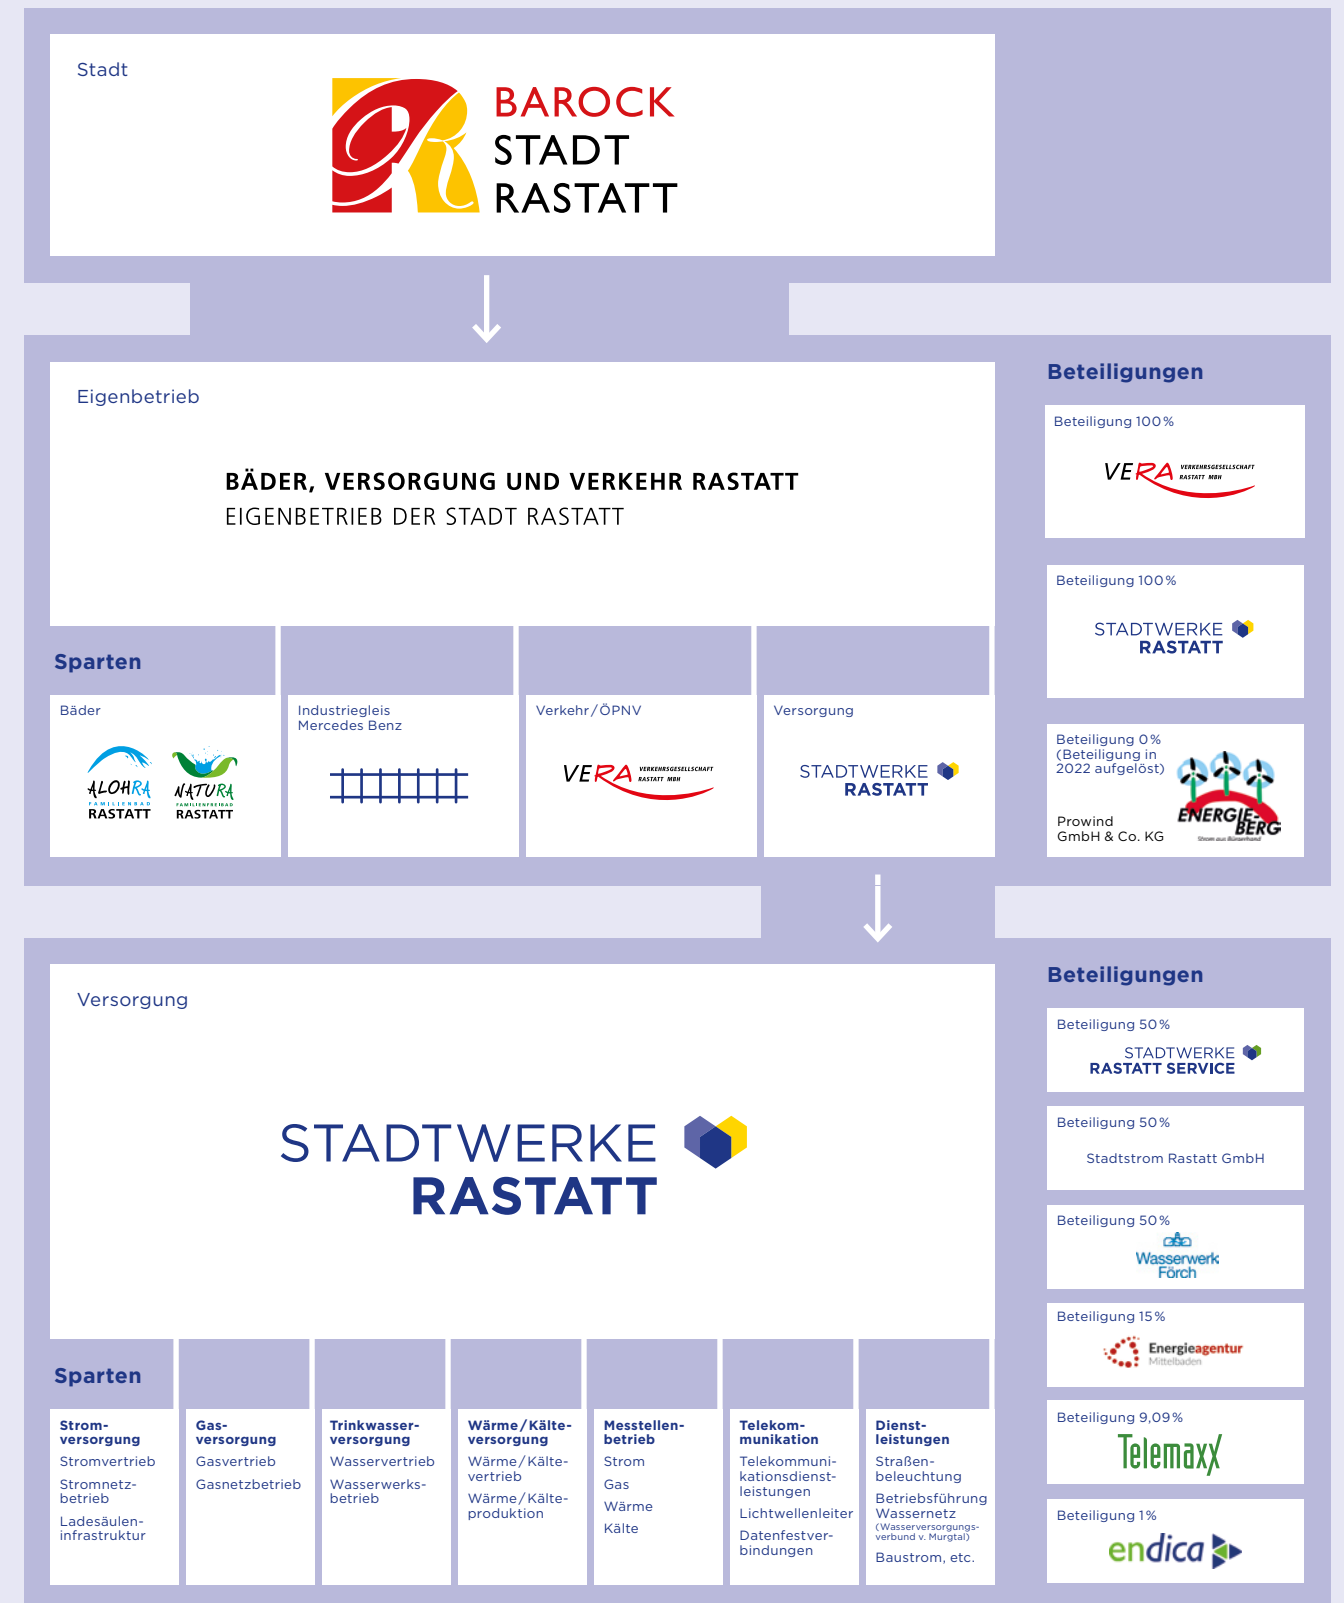 Stadt
BAROCK
STADT
RASTATT
Eigenbetrieb
BÄDER, VERSORGUNG UND VERKEHR RASTATT
EIGENBETRIEB DER STADT RASTATT
Beteiligungen
Beteiligung 100 %
VERA VERKEHRSGESELLSCHAFT
RASTATT MBH
Beteiligung 100 %
STADTWERKE
RASTATT
Beteiligung 0 %
(Beteiligung in
2022 aufgelöst)
Prowind
GmbH & Co. KG
ENERGIE-
BERG
Strom aus Bürgerhand
Sparten
Bäder
ALOHRA
FAMILIENBAD
RASTATT
NATURA
FAMILIENFREIBAD
RASTATT
Industriegleis
Mercedes Benz
Verkehr / ÖPNV
VERA VERKEHRSGESELLSCHAFT
RASTATT MBH
Versorgung
STADTWERKE
RASTATT
Versorgung
STADTWERKE
RASTATT
Beteiligungen
Beteiligung 50 %
STADTWERKE
RASTATT SERVICE
Beteiligung 50 %
Stadtstrom Rastatt GmbH
Beteiligung 50 %
Wasserwerk
Förch
Beteiligung 15 %
Energieagentur
Mittelbaden
Beteiligung 9,09 %
Telemaxx
Beteiligung 1 %
endica
Sparten
Strom-
versorgung
Stromvertrieb
Stromnetz-
betrieb
Ladesäulen-
infrastruktur
Gas-
versorgung
Gasvertrieb
Gasnetzbetrieb
Trinkwasser-
versorgung
Wasservertrieb
Wasserwerks-
betrieb
Wärme / Kälte-
versorgung
Wärme / Kälte-
vertrieb
Wärme / Kälte-
produktion
Messtellen-
betrieb
Strom
Gas
Wärme
Kälte
Telekom-
munikation
Telekommuni-
kationsdienst-
leistungen
Lichtwellenleiter
Datenfestver-
bindungen
Dienst-
leistungen
Straßen-
beleuchtung
Betriebsführung
Wassernetz
(Wasserversorgungs-
verbund v. Murgtal)
Baustrom, etc.